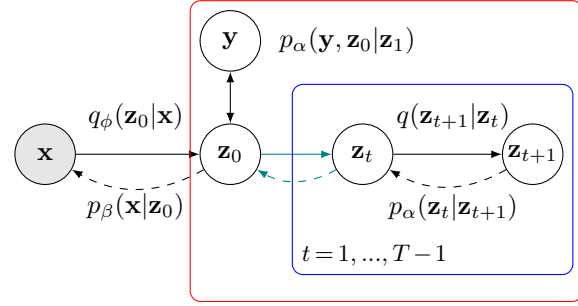 y
p_α(y, z_0|z_1)
q_ϕ(z_0|x)
q(z_{t+1}|z_t)
x
z_0
z_t
z_{t+1}
p_β(x|z_0)
p_α(z_t|z_{t+1})
t = 1, ..., T − 1